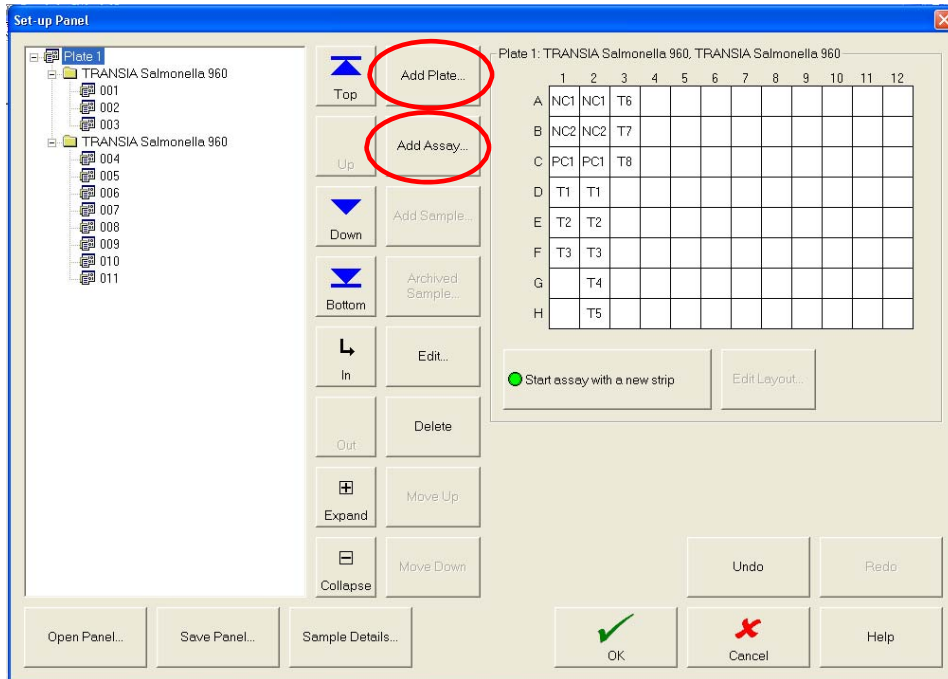 Set-up Panel
Plate 1
TRANSIA Salmonella 960
001
002
003
TRANSIA Salmonella 960
004
005
006
007
008
009
010
011
Top
Up
Down
Bottom
In
Out
Expand
Collapse
Add Plate...
Add Assay...
Add Sample...
Archived
Sample...
Edit...
Delete
Move Up
Move Down
Plate 1: TRANSIA Salmonella 960, TRANSIA Salmonella 960
1 2 3 4 5 6 7 8 9 10 11 12
A NC1 NC1 T6
B NC2 NC2 T7
C PC1 PC1 T8
D T1 T1
E T2 T2
F T3 T3
G T4
H T5
Start assay with a new strip
Edit Layout...
Undo
Redo
Open Panel...
Save Panel...
Sample Details...
OK
Cancel
Help